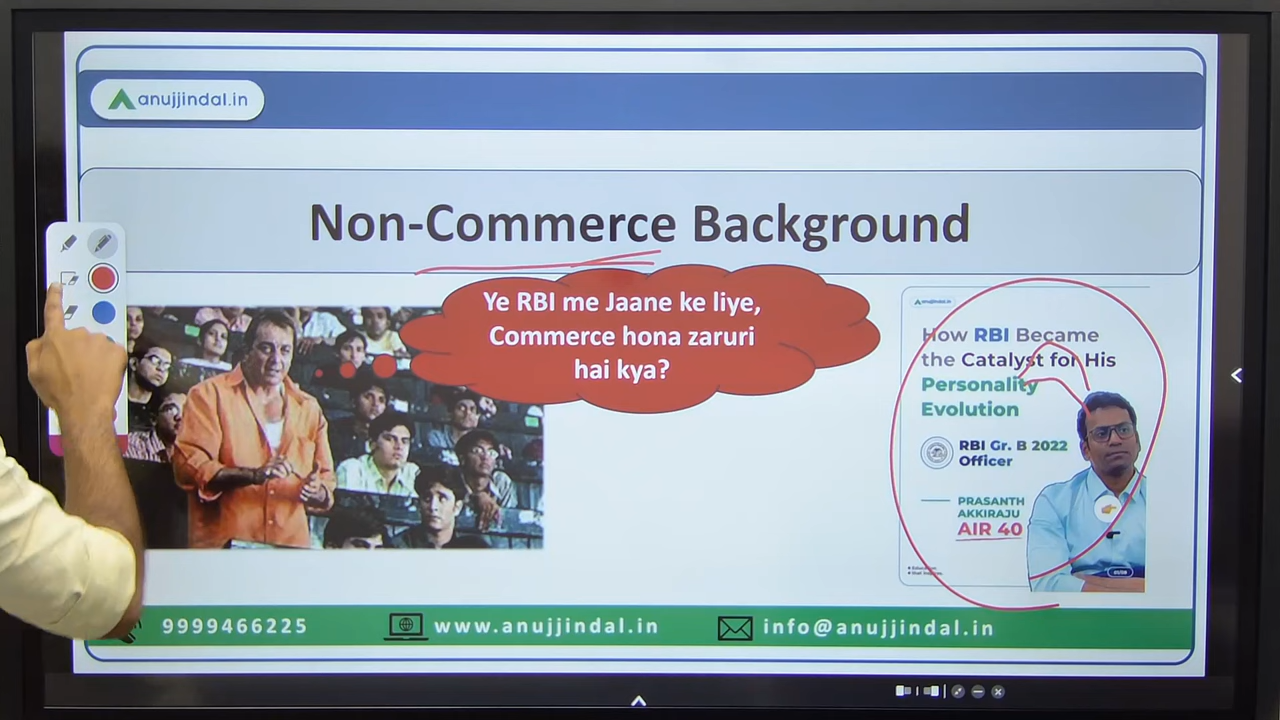 anujjindal.in
Non-Commerce Background
Ye RBI me Jaane ke liye,
Commerce hona zaruri
hai kya?
anujjindal.in
How RBI Became
the Catalyst for His
Personality
Evolution
RBI Gr. B 2022
Officer
PRASANTH
AKKIRAJU
AIR 40
9999466225
www.anujjindal.in
info@anujjindal.in